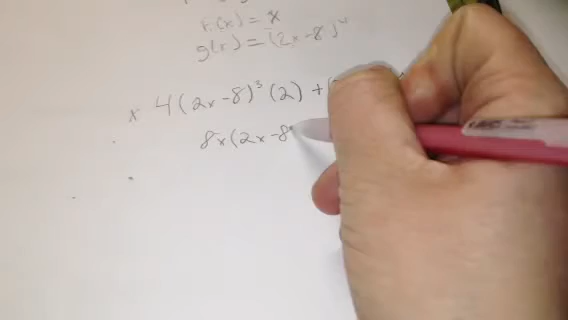 f(x) = x
g(x) = (2x-8)⁴
x 4(2x-8)³(2) + (
8x(2x-8